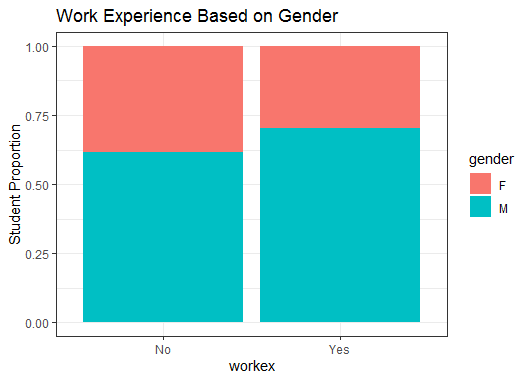 Work Experience Based on Gender
1.00
0.75
0.50
0.25
0.00
Student Proportion
No Yes
workex
gender
F
M